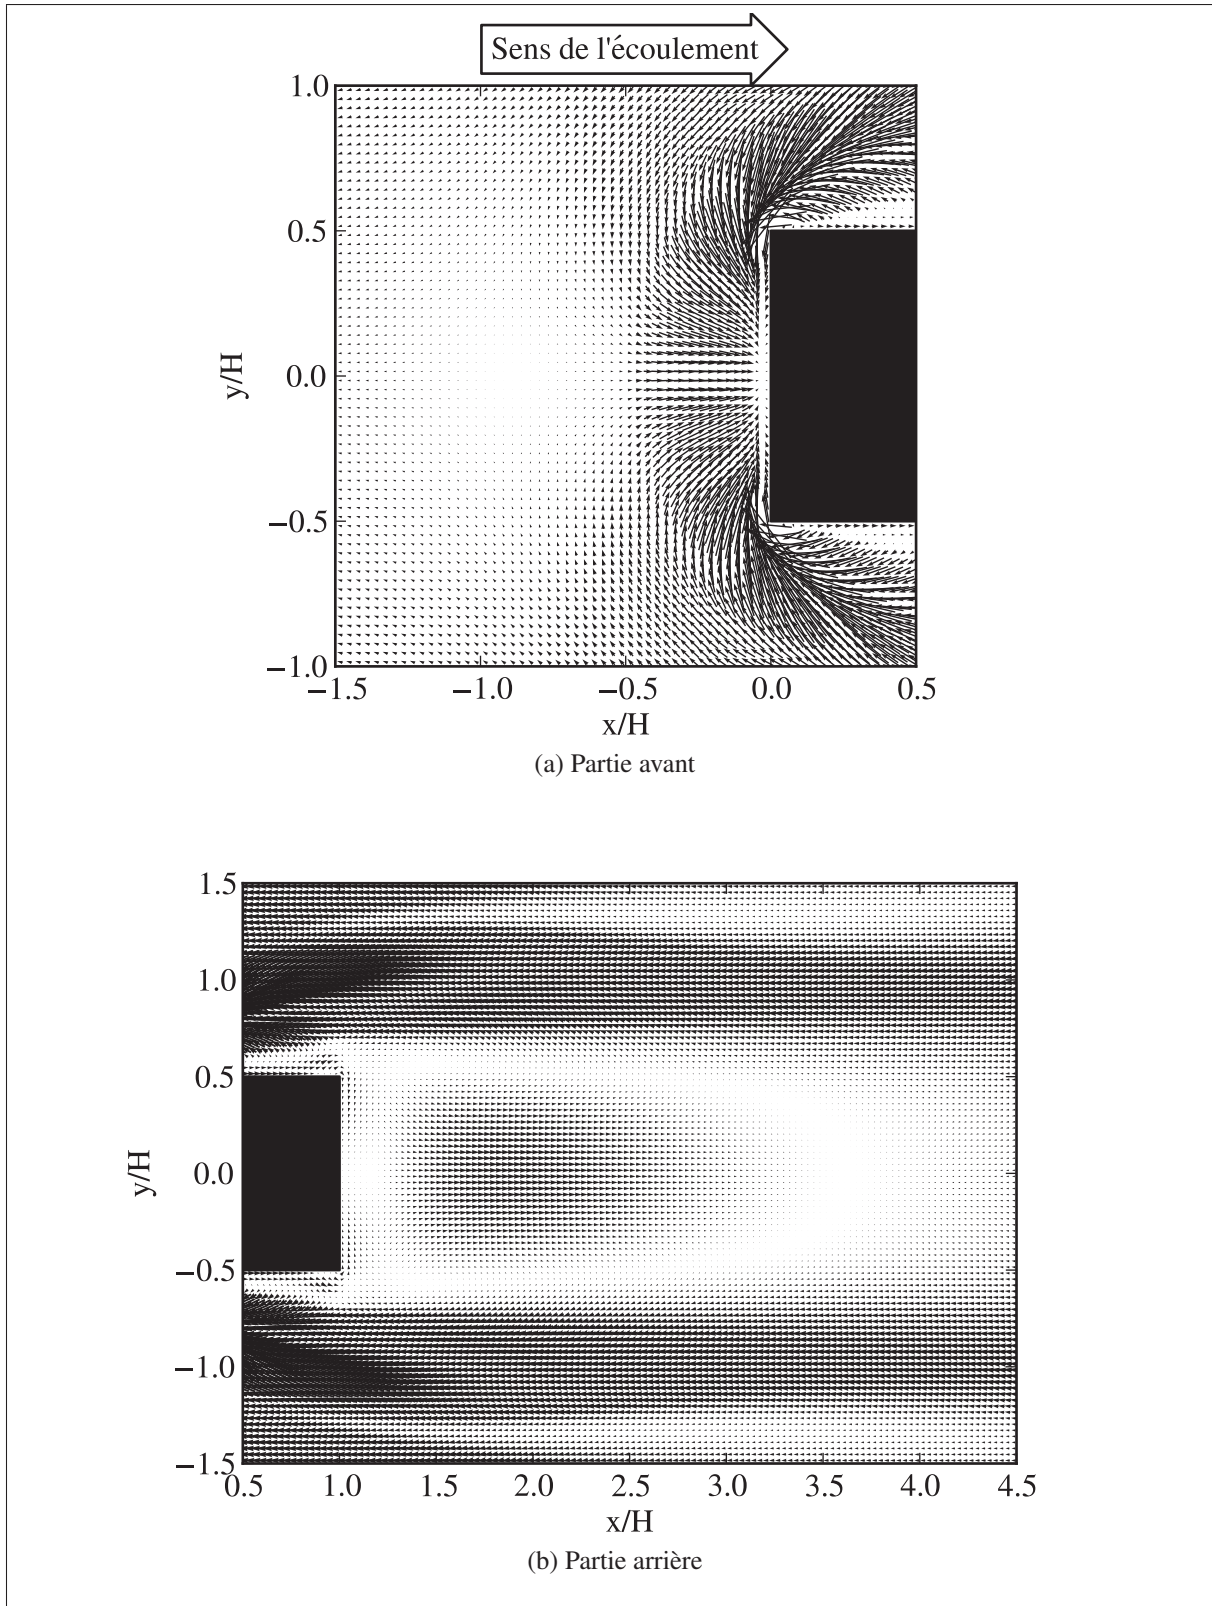 Sens de l'écoulement
1.0
0.5
0.0
−0.5
−1.0
y/H
−1.5 −1.0 −0.5 0.0 0.5
x/H
(a) Partie avant
1.5
1.0
0.5
0.0
−0.5
−1.0
−1.5
y/H
0.5 1.0 1.5 2.0 2.5 3.0 3.5 4.0 4.5
x/H
(b) Partie arrière